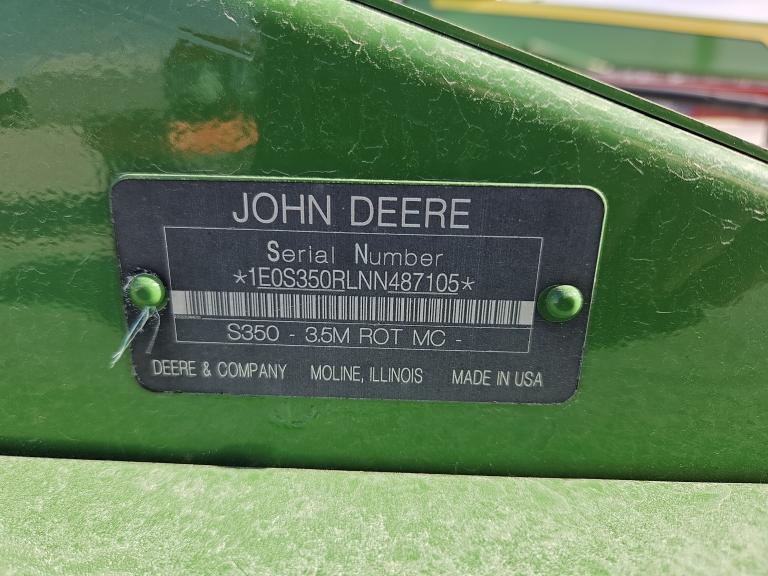 JOHN DEERE
Serial Number
*1E0S350RLNN487105*
S350 - 3.5M ROT MC -
DEERE & COMPANY MOLINE, ILLINOIS MADE IN USA